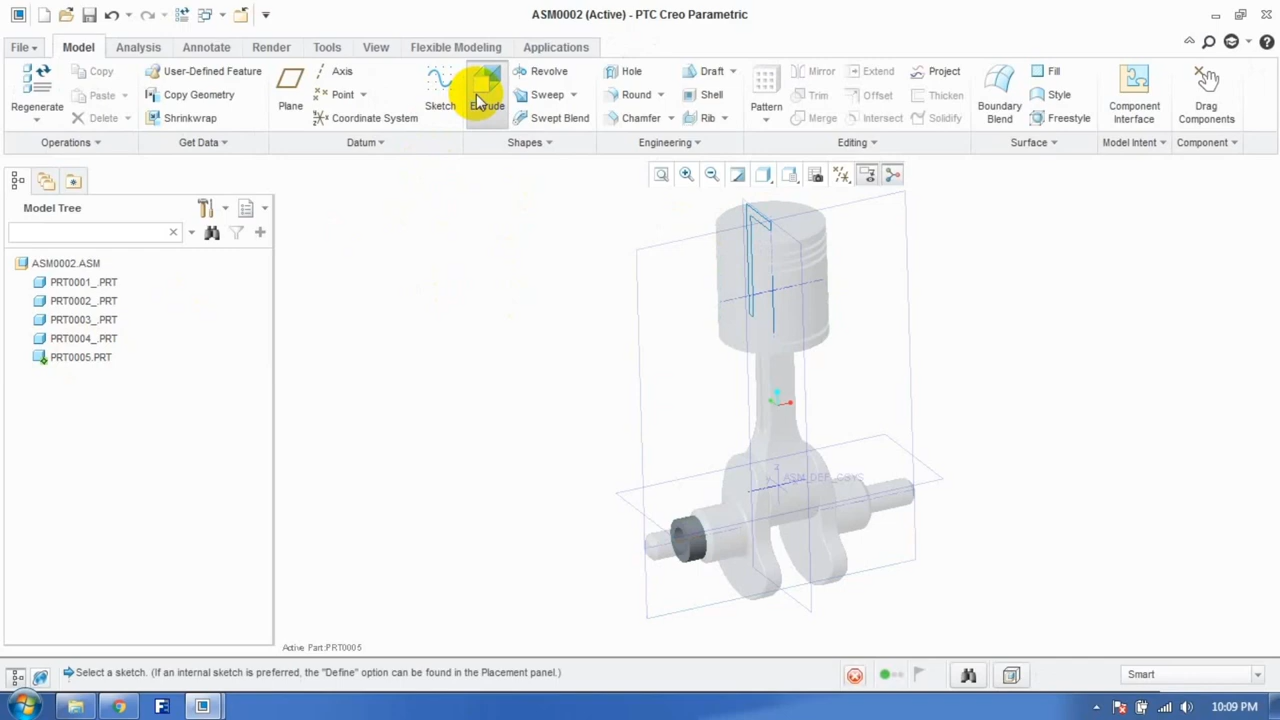 ASM0002 (Active) - PTC Creo Parametric
File Model Analysis Annotate Render Tools View Flexible Modeling Applications
Regenerate
Copy
Paste
Delete
User-Defined Feature
Copy Geometry
Shrinkwrap
Plane
Axis
Point
Coordinate System
Sketch
Extrude
Revolve
Sweep
Swept Blend
Hole
Round
Chamfer
Draft
Shell
Rib
Pattern
Mirror
Trim
Merge
Extend
Offset
Intersect
Project
Thicken
Solidify
Boundary
Blend
Fill
Style
Freestyle
Component
Interface
Drag
Components
Operations Get Data Datum Shapes Engineering Editing Surface Model Intent Component
Model Tree
ASM0002.ASM
PRT0001_.PRT
PRT0002_.PRT
PRT0003_.PRT
PRT0004_.PRT
PRT0005.PRT
ASM_DEF_CSYS
Active Part:PRT0005
Select a sketch. (If an internal sketch is preferred, the "Define" option can be found in the Placement panel.)
Smart
10:09 PM